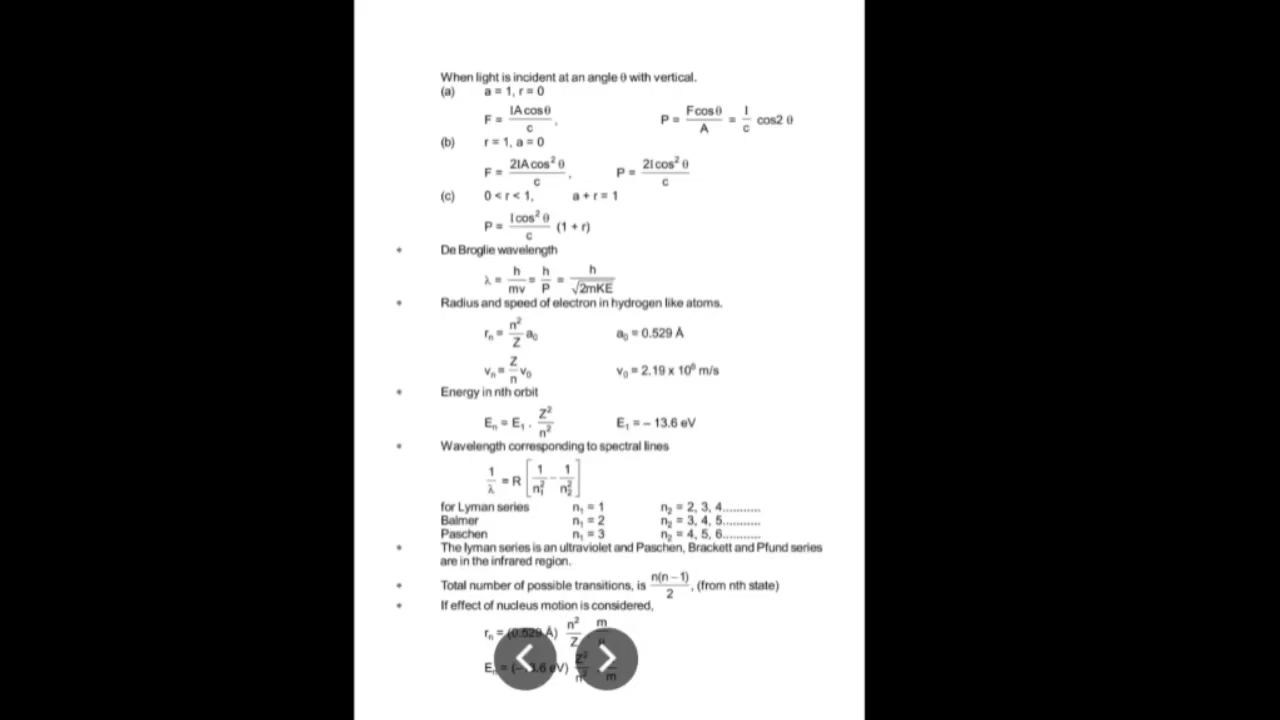 When light is incident at an angle θ with vertical.
(a) a = 1, r = 0
F = IA cosθ / c , P = F cosθ / A = I / c cos2 θ
(b) r = 1, a = 0
F = 2IA cos² θ / c , P = 2I cos² θ / c
(c) 0 < r < 1, a + r = 1
P = I cos² θ / c (1 + r)
* De Broglie wavelength
λ = h / mv = h / P = h / √2mKE
* Radius and speed of electron in hydrogen like atoms.
rₙ = n² / Z a₀ a₀ = 0.529 Å
vₙ = Z / n v₀ v₀ = 2.19 x 10⁶ m/s
* Energy in nth orbit
Eₙ = E₁ . Z² / n² E₁ = – 13.6 eV
* Wavelength corresponding to spectral lines
1 / λ = R [1 / n₁² – 1 / n₂²]
for Lyman series n₁ = 1 n₂ = 2, 3, 4...........
Balmer n₁ = 2 n₂ = 3, 4, 5...........
Paschen n₁ = 3 n₂ = 4, 5, 6...........
* The lyman series is an ultraviolet and Paschen, Brackett and Pfund series
are in the infrared region.
* Total number of possible transitions, is n(n – 1) / 2 , (from nth state)
* If effect of nucleus motion is considered,
rₙ = (0.529 Å) n² / Z m
Eₙ = (– 13.6 eV) Z² / n² m